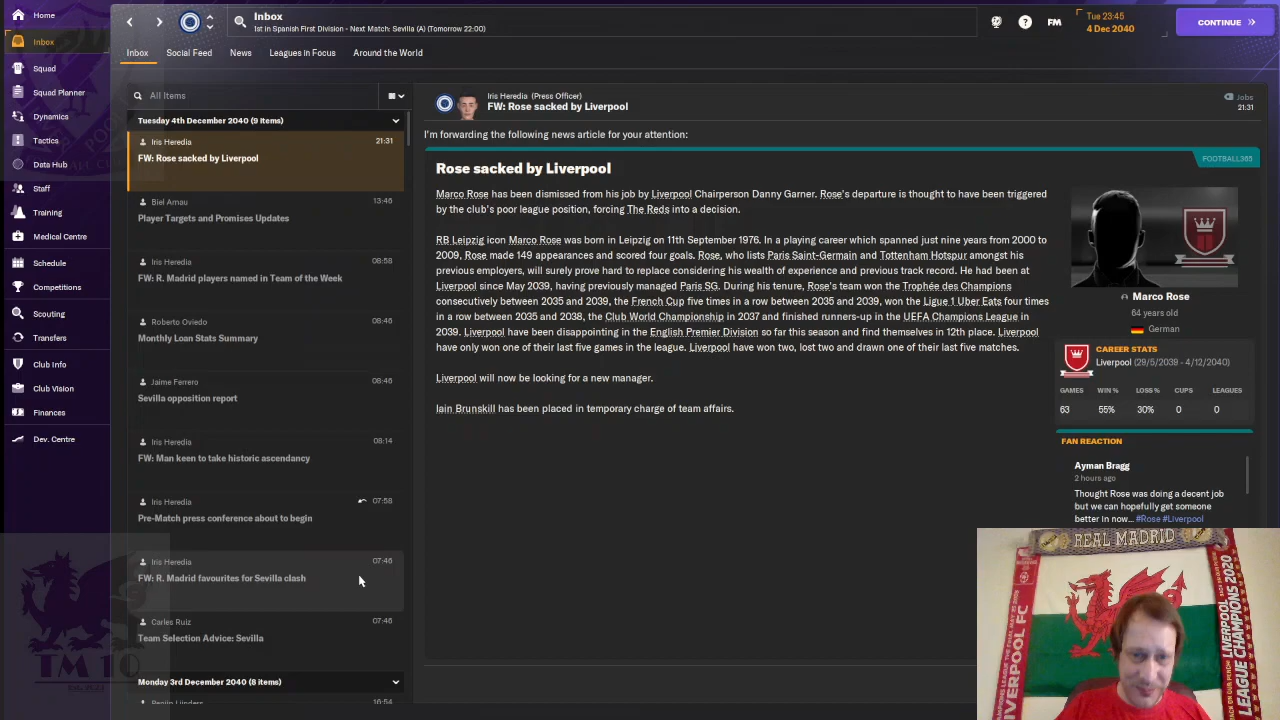 Home
Inbox
Squad
Squad Planner
Dynamics
Tactics
Data Hub
Staff
Training
Medical Centre
Schedule
Competitions
Scouting
Transfers
Club Info
Club Vision
Finances
Dev. Centre
TM 10
Inbox
1st in Spanish First Division - Next Match: Sevilla (A) (Tomorrow 22:00)
FM
Tue 23:45
4 Dec 2040
CONTINUE
Inbox Social Feed News Leagues in Focus Around the World
All Items
Tuesday 4th December 2040 (9 items)
Iris Heredia 21:31
FW: Rose sacked by Liverpool
Biel Arnau 13:46
Player Targets and Promises Updates
Iris Heredia 08:58
FW: R. Madrid players named in Team of the Week
Roberto Oviedo 08:46
Monthly Loan Stats Summary
Jaime Ferrero 08:46
Sevilla opposition report
Iris Heredia 08:14
FW: Man keen to take historic ascendancy
Iris Heredia 07:58
Pre-Match press conference about to begin
Iris Heredia 07:46
FW: R. Madrid favourites for Sevilla clash
Carles Ruiz 07:46
Team Selection Advice: Sevilla
Monday 3rd December 2040 (8 items)
16:54
Iris Heredia (Press Officer)
FW: Rose sacked by Liverpool
Jobs
21:31
I'm forwarding the following news article for your attention:
FOOTBALL365
Rose sacked by Liverpool
Marco Rose has been dismissed from his job by Liverpool Chairperson Danny Garner. Rose's departure is thought to have been triggered
by the club's poor league position, forcing The Reds into a decision.
RB Leipzig icon Marco Rose was born in Leipzig on 11th September 1976. In a playing career which spanned just nine years from 2000 to
2009, Rose made 149 appearances and scored four goals. Rose, who lists Paris Saint-Germain and Tottenham Hotspur amongst his
previous employers, will surely prove hard to replace considering his wealth of experience and previous track record. He had been at
Liverpool since May 2039, having previously managed Paris SG. During his tenure, Rose's team won the Trophée des Champions
consecutively between 2035 and 2039, the French Cup five times in a row between 2035 and 2039, won the Ligue 1 Uber Eats four times
in a row between 2035 and 2038, the Club World Championship in 2037 and finished runners-up in the UEFA Champions League in
2039. Liverpool have been disappointing in the English Premier Division so far this season and find themselves in 12th place. Liverpool
have only won one of their last five games in the league. Liverpool have won two, lost two and drawn one of their last five matches.
Liverpool will now be looking for a new manager.
Iain Brunskill has been placed in temporary charge of team affairs.
Marco Rose
64 years old
German
CAREER STATS
Liverpool (29/5/2039 - 4/12/2040)
GAMES WIN % LOSS % CUPS LEAGUES
63 55% 30% 0 0
FAN REACTION
Ayman Bragg
2 hours ago
Thought Rose was doing a decent job
but we can hopefully get someone
better in now... #Rose #Liverpool
REAL MADRID
LIVERPOOL FC
LIVERPOOL
LEAGUE CHAMPIONS 2020